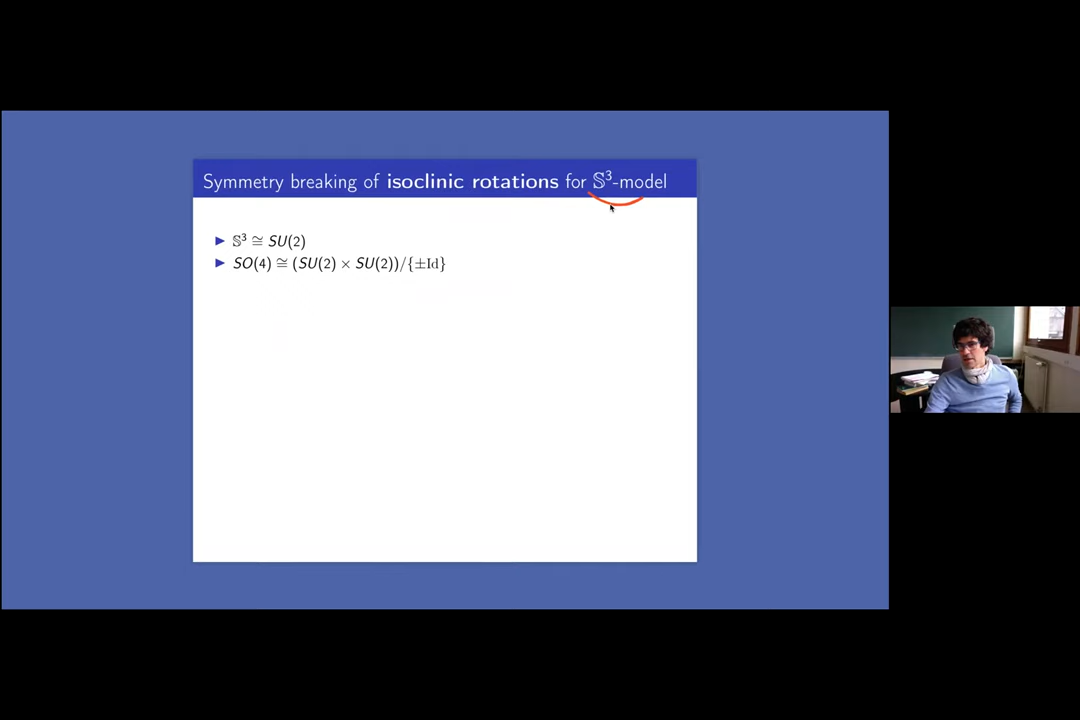 Symmetry breaking of isoclinic rotations for 𝕊³-model
▶ 𝕊³ ≅ SU(2)
▶ SO(4) ≅ (SU(2) × SU(2))/{±Id}